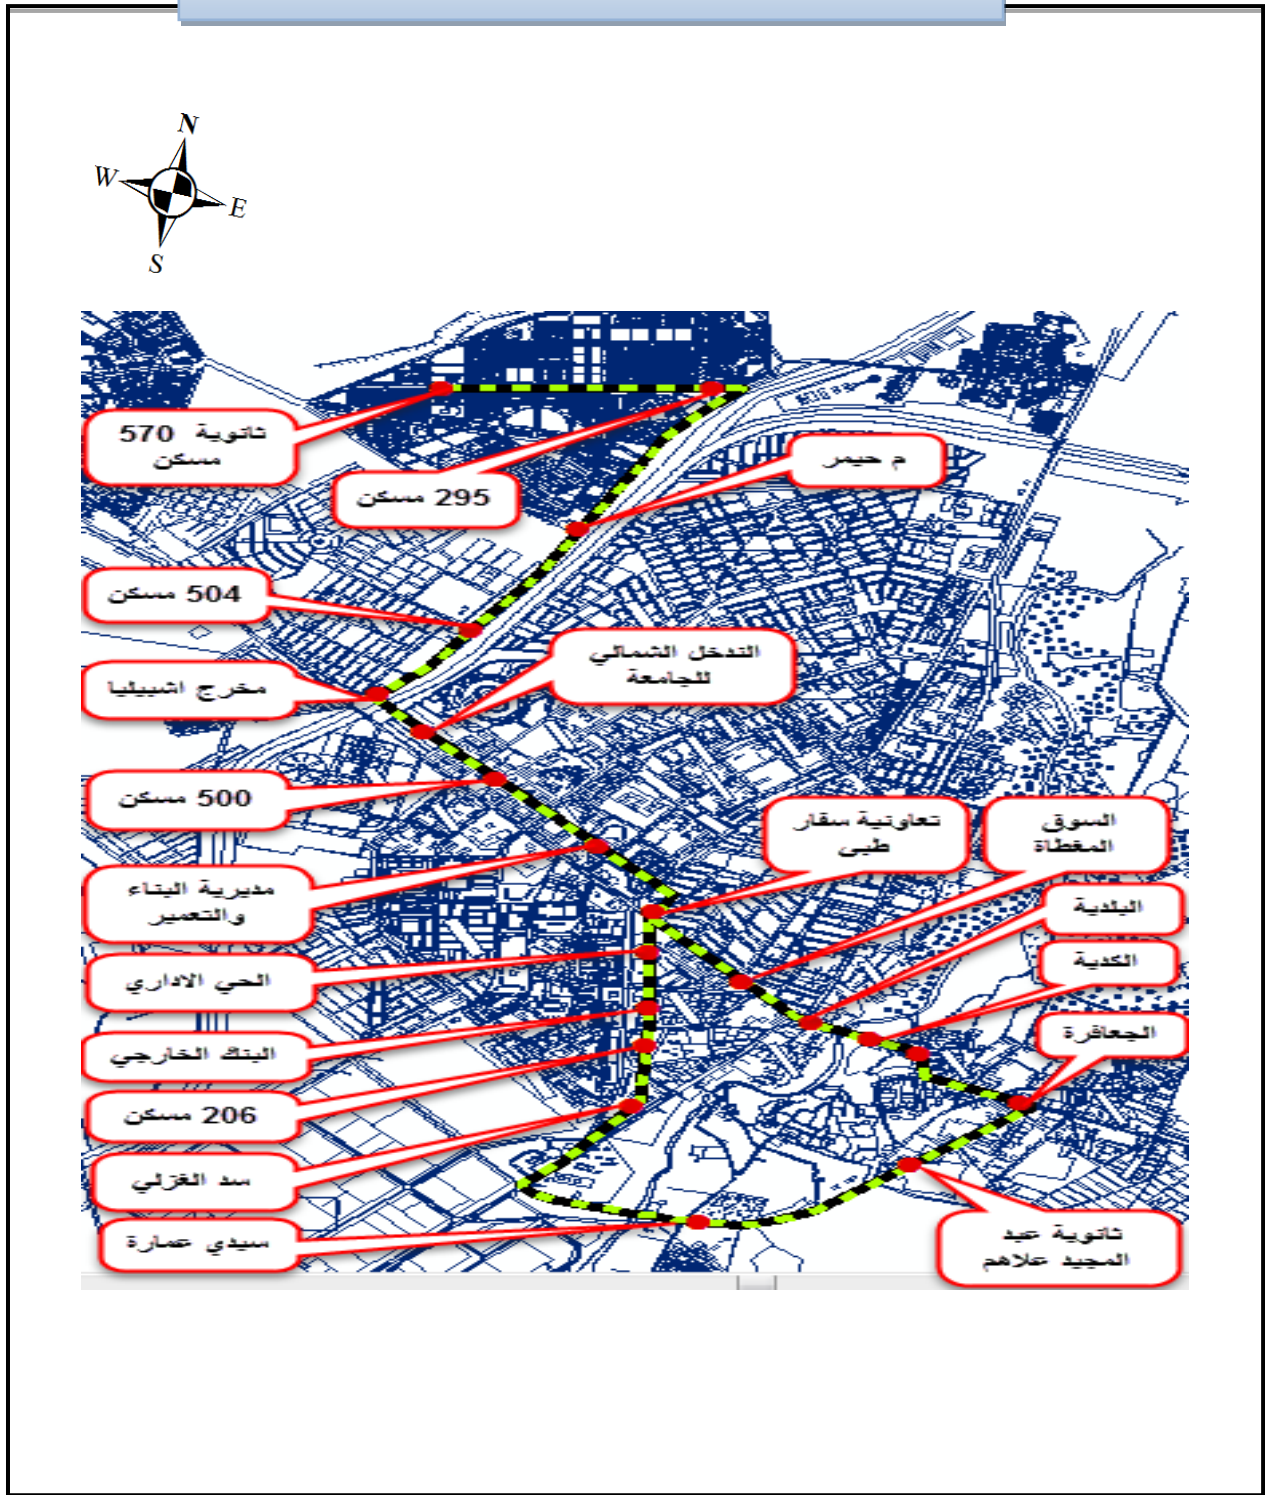 N
W
E
S
ثانوية 570
مسكن
295 مسكن
م حيمر
504 مسكن
التدخل الشمالي
للجامعة
مخرج اشبيليا
500 مسكن
تعاونية سقار
طبي
السوق
المغطاة
مديرية البناء
والتعمير
البلدية
الكدية
الحي الاداري
الجعافرة
البنك الخارجي
206 مسكن
سد الغزلي
سيدي عمارة
ثانوية عبد
المجيد علاهم